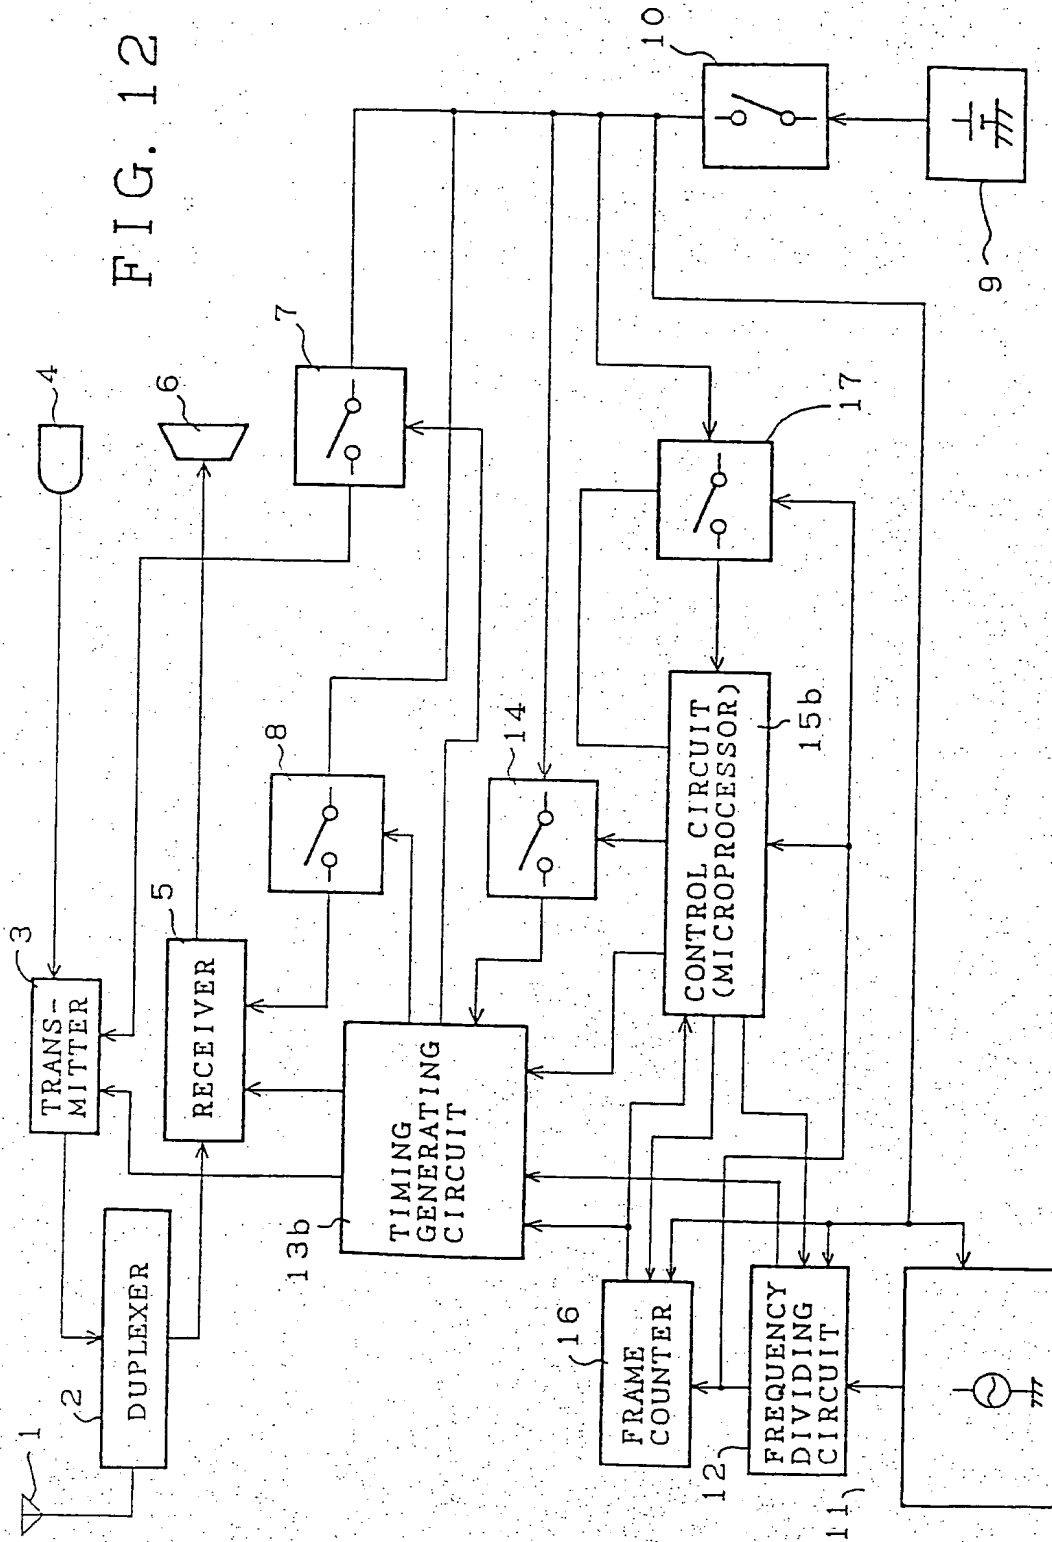 FIG. 12
1
2
DUPLEXER
3
TRANS-
MITTER
4
5
RECEIVER
6
7
8
13b
TIMING
GENERATING
CIRCUIT
14
10
9
17
CONTROL CIRCUIT
(MICROPROCESSOR)
15b
16
FRAME
COUNTER
12
FREQUENCY
DIVIDING
CIRCUIT
11